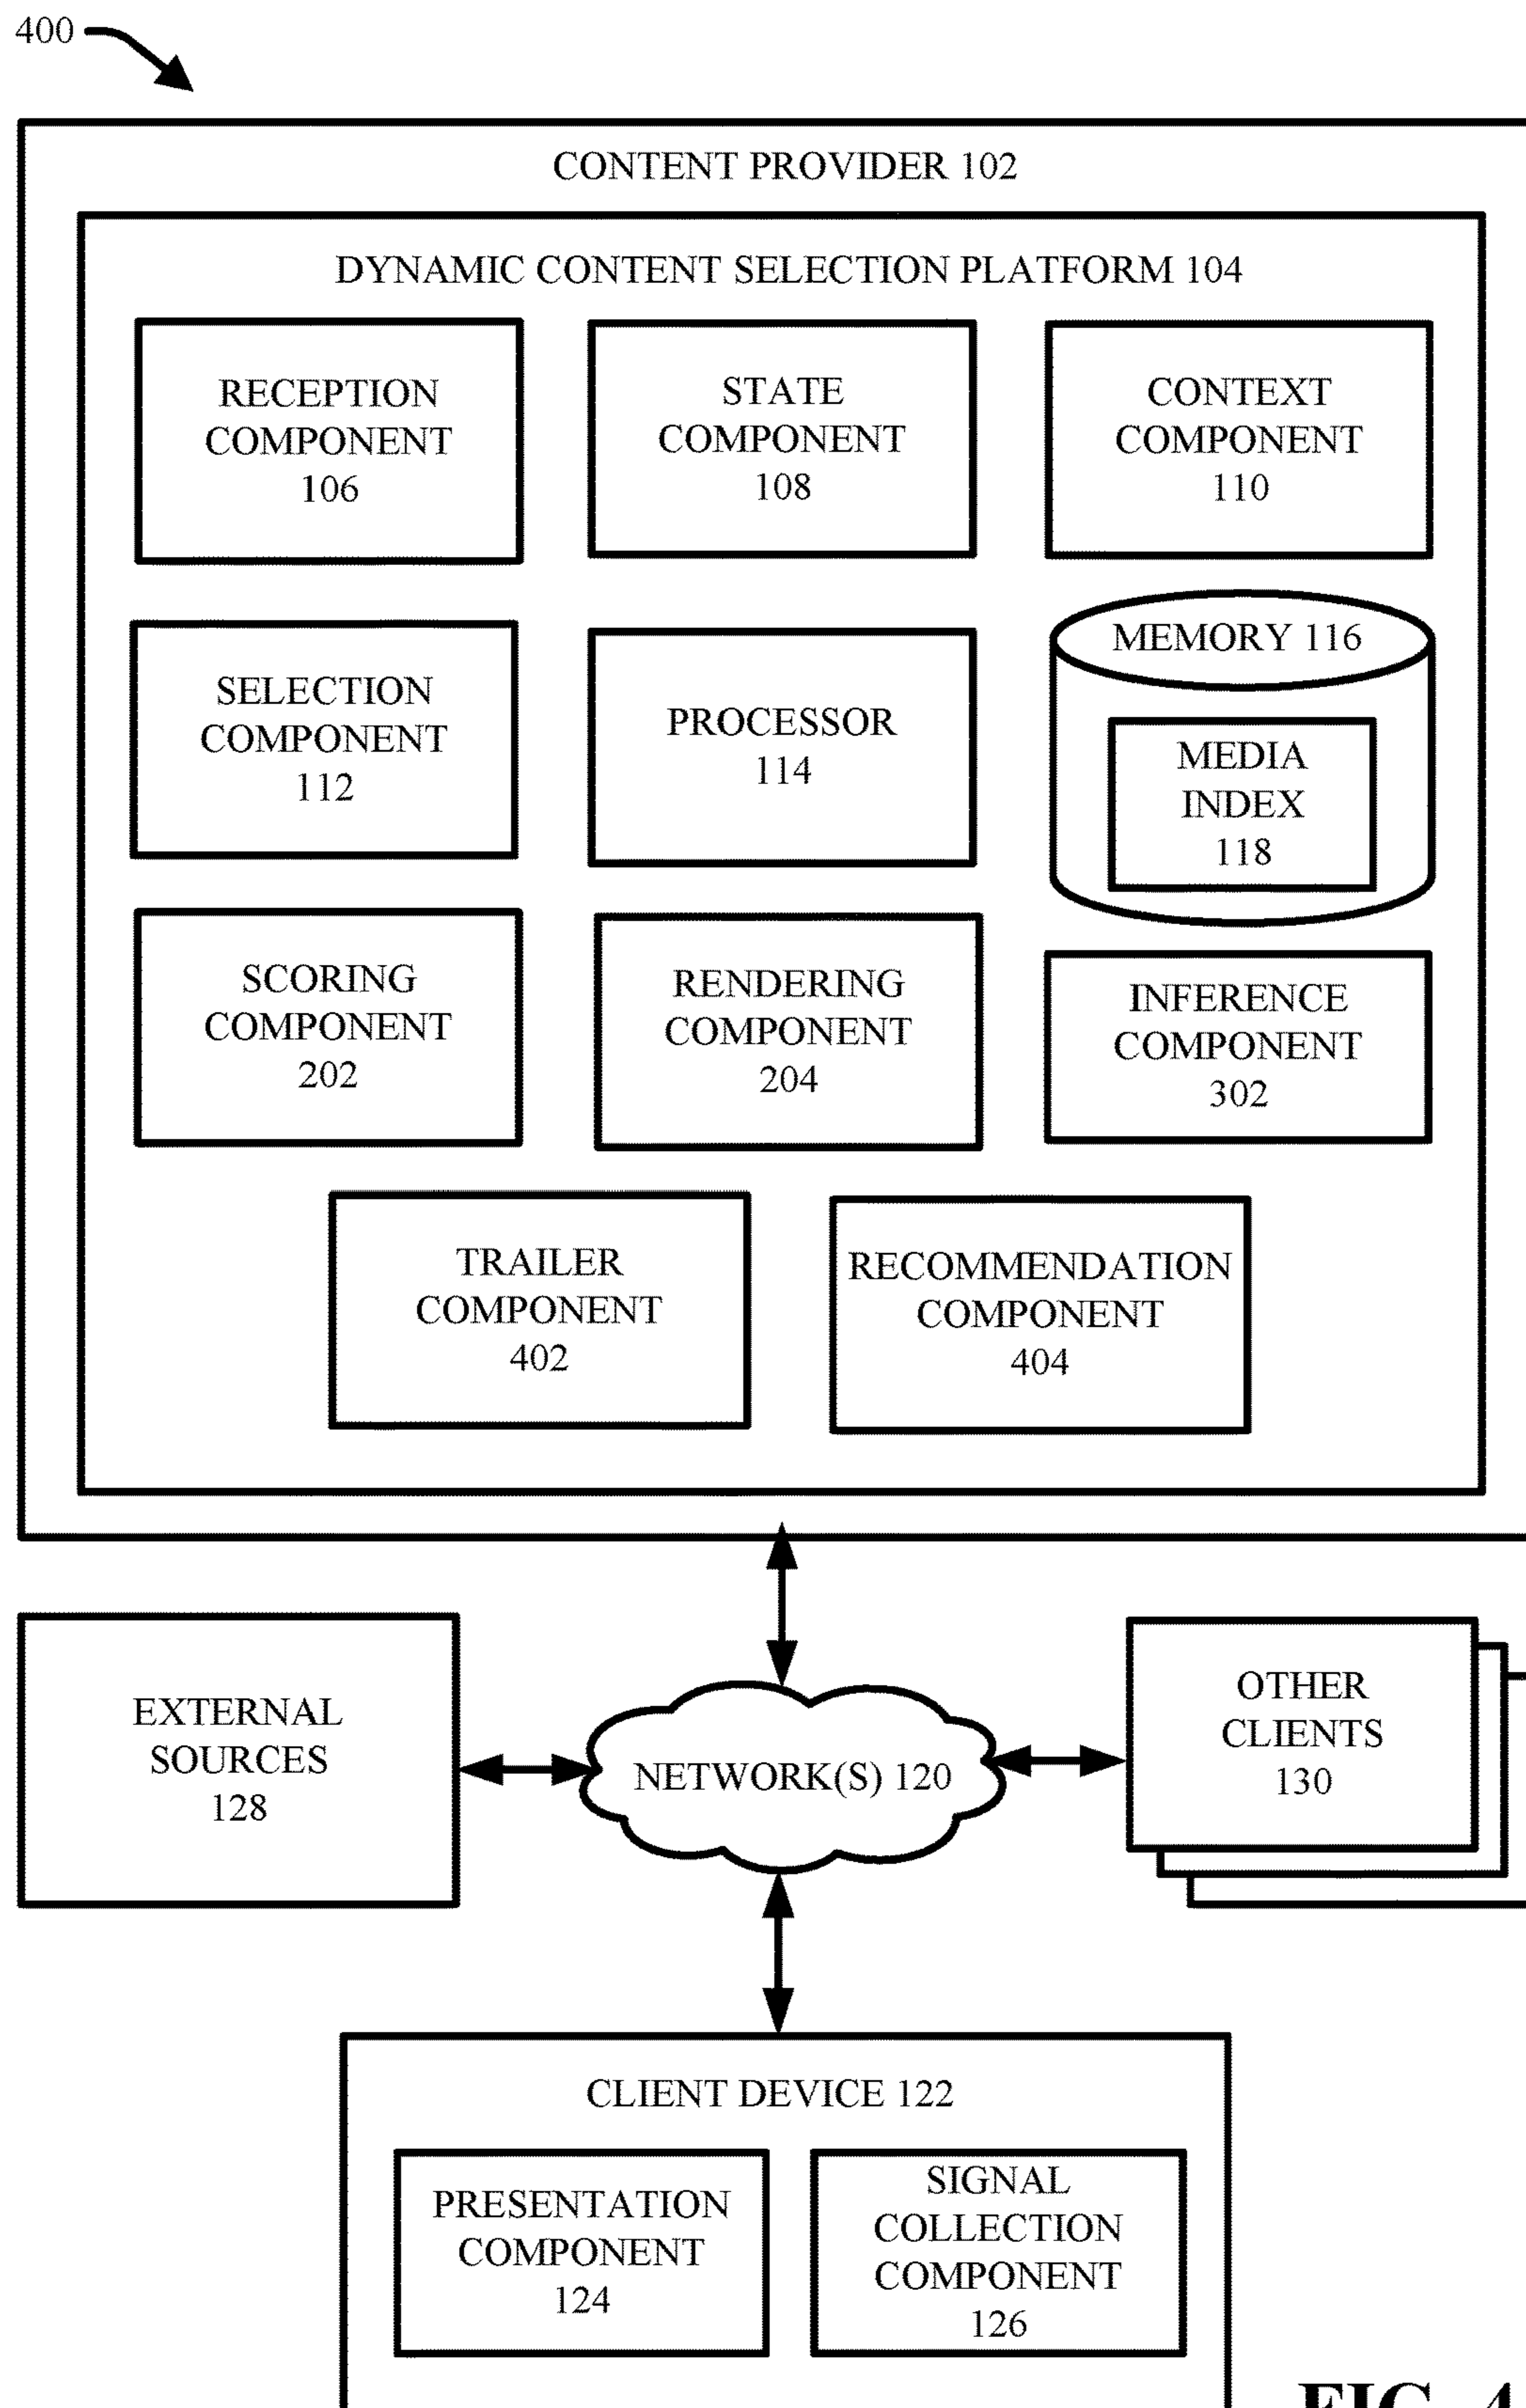 400
CONTENT PROVIDER 102
DYNAMIC CONTENT SELECTION PLATFORM 104
RECEPTION
COMPONENT
106
STATE
COMPONENT
108
CONTEXT
COMPONENT
110
SELECTION
COMPONENT
112
PROCESSOR
114
MEMORY 116
MEDIA
INDEX
118
SCORING
COMPONENT
202
RENDERING
COMPONENT
204
INFERENCE
COMPONENT
302
TRAILER
COMPONENT
402
RECOMMENDATION
COMPONENT
404
EXTERNAL
SOURCES
128
NETWORK(S) 120
OTHER
CLIENTS
130
CLIENT DEVICE 122
PRESENTATION
COMPONENT
124
SIGNAL
COLLECTION
COMPONENT
126
FIG. 4